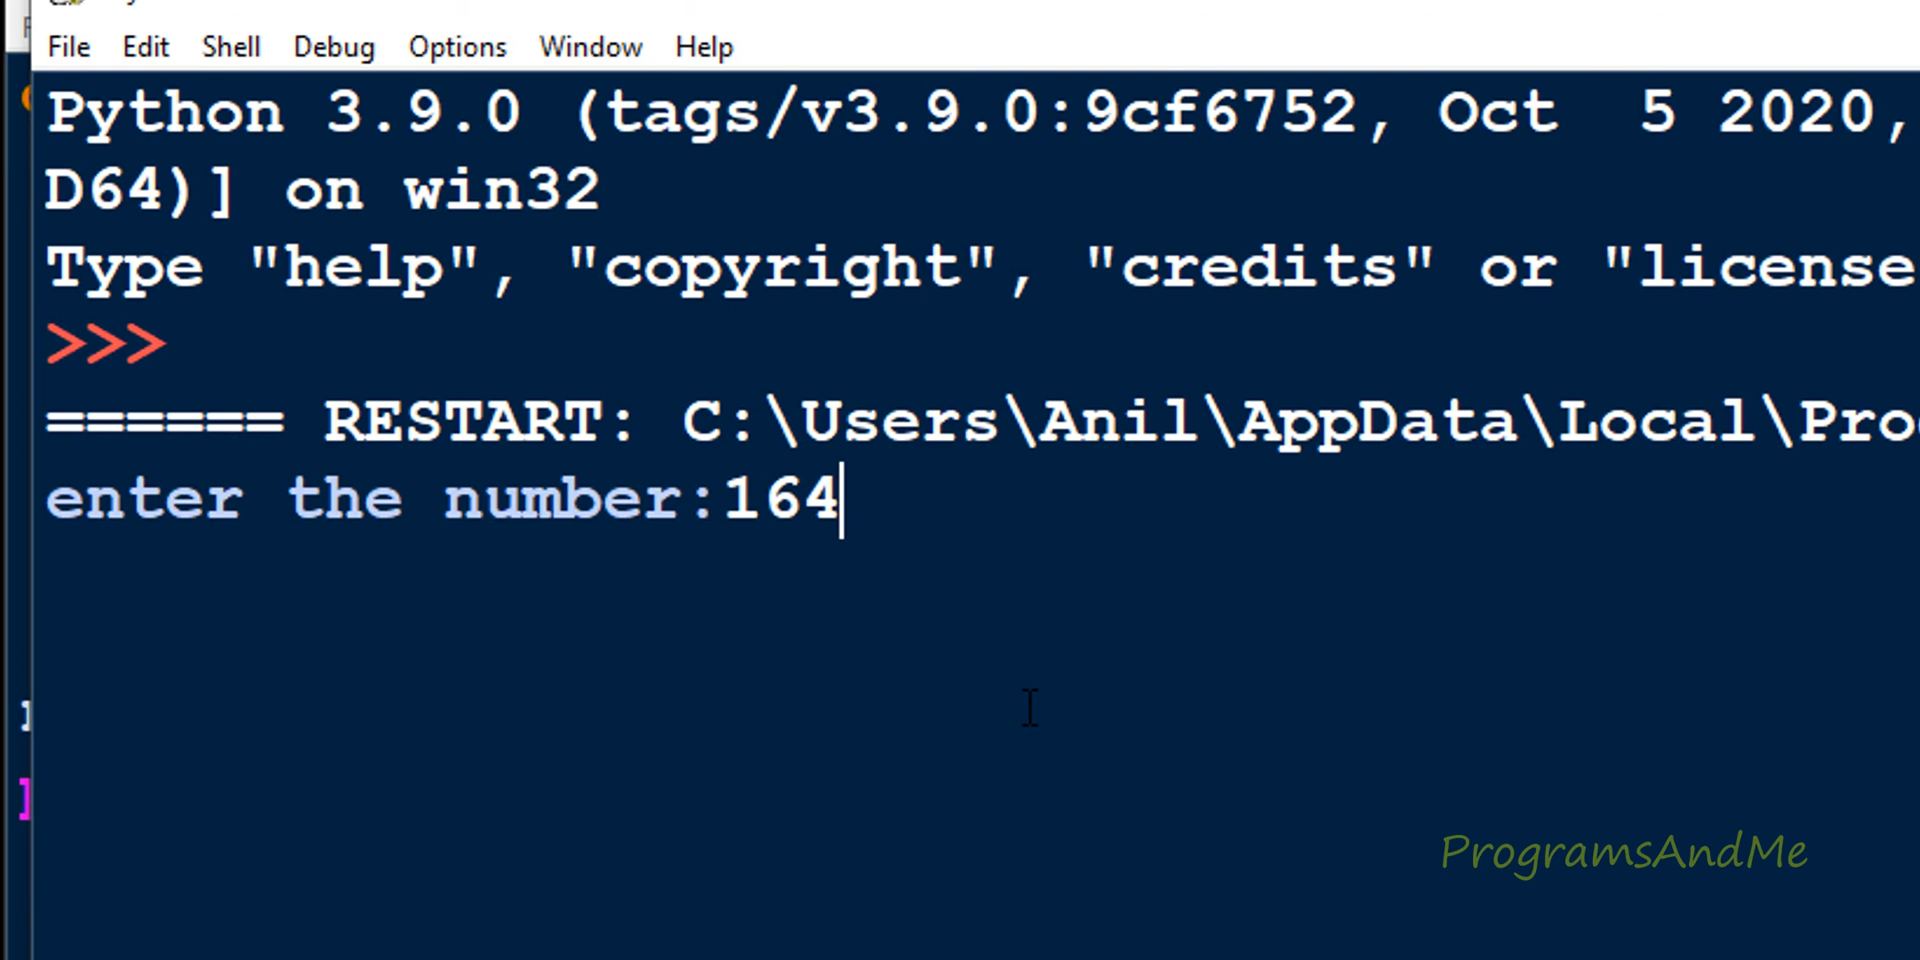 File Edit Shell Debug Options Window Help
Python 3.9.0 (tags/v3.9.0:9cf6752, Oct  5 2020,
D64)] on win32
Type "help", "copyright", "credits" or "license
>>>
====== RESTART: C:\Users\Anil\AppData\Local\Pro
enter the number:164
ProgramsAndMe